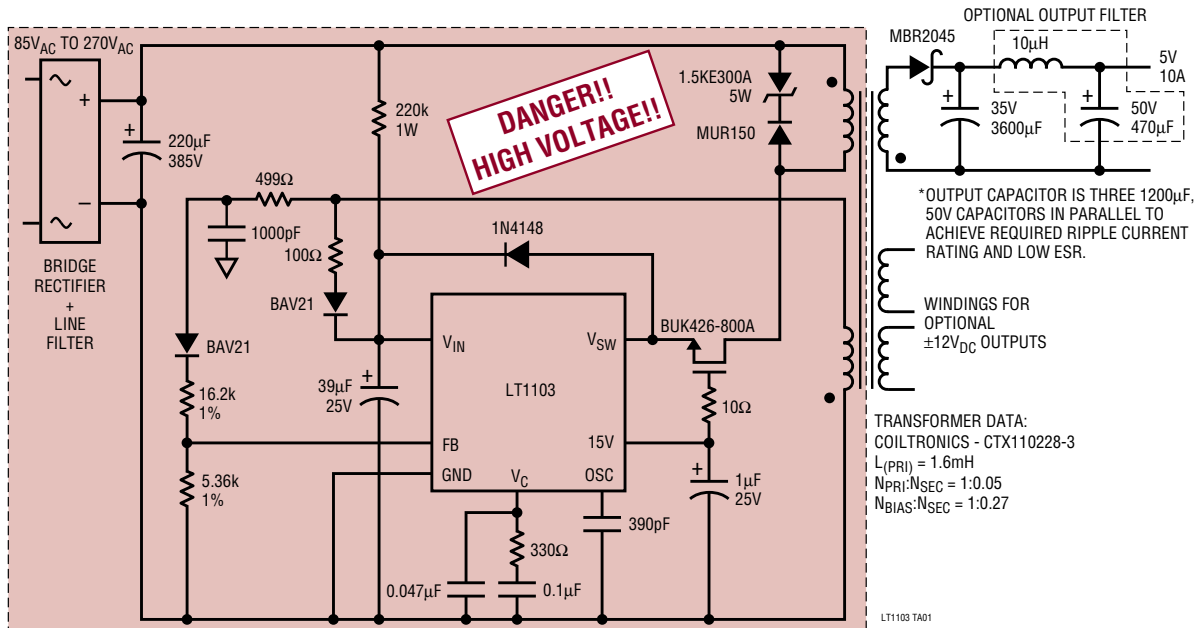 85VAC TO 270VAC
+
−
BRIDGE
RECTIFIER
+
LINE
FILTER
+
220µF
385V
220k
1W
DANGER!!
HIGH VOLTAGE!!
1.5KE300A
5W
MUR150
MBR2045
OPTIONAL OUTPUT FILTER
10µH
5V
10A
+
35V
3600µF
+
50V
470µF
*OUTPUT CAPACITOR IS THREE 1200µF,
50V CAPACITORS IN PARALLEL TO
ACHIEVE REQUIRED RIPPLE CURRENT
RATING AND LOW ESR.
WINDINGS FOR
OPTIONAL
±12VDC OUTPUTS
TRANSFORMER DATA:
COILTRONICS - CTX110228-3
L(PRI) = 1.6mH
NPRI:NSEC = 1:0.05
NBIAS:NSEC = 1:0.27
499Ω
1000pF
100Ω
BAV21
1N4148
BAV21
16.2k
1%
5.36k
1%
+
39µF
25V
VIN
VSW
LT1103
FB
15V
GND
VC
OSC
BUK426-800A
10Ω
+
1µF
25V
390pF
330Ω
0.047µF
0.1µF
LT1103 TA01